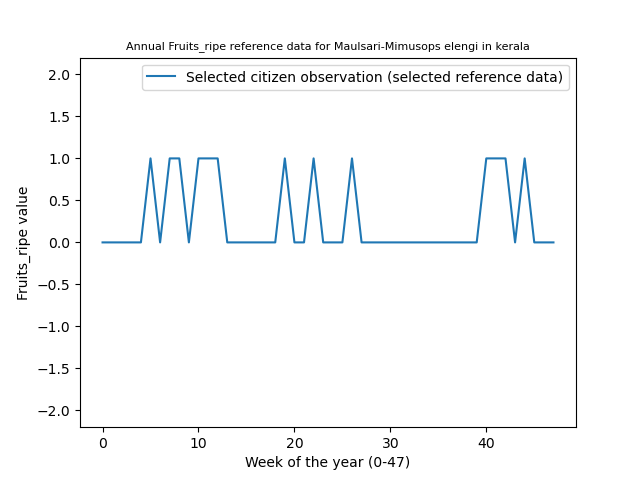 Annual Fruits_ripe reference data for Maulsari-Mimusops elengi in kerala
Selected citizen observation (selected reference data)
2.0
1.5
1.0
0.5
0.0
−0.5
−1.0
−1.5
−2.0
Fruits_ripe value
0 10 20 30 40
Week of the year (0-47)